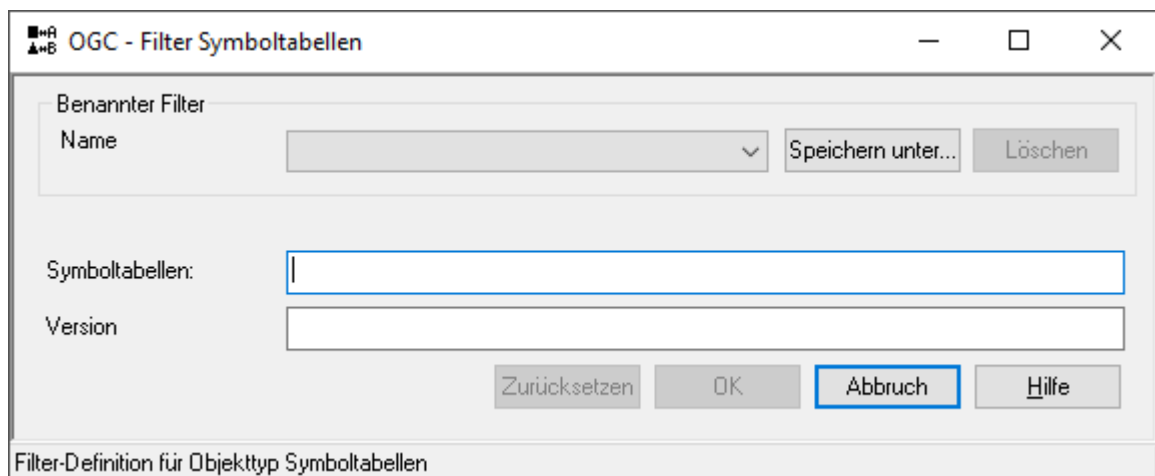 OGC - Filter Symboltabellen
Benannter Filter
Name
Speichern unter...
Löschen
Symboltabellen:
Version
Zurücksetzen
OK
Abbruch
Hilfe
Filter-Definition für Objekttyp Symboltabellen